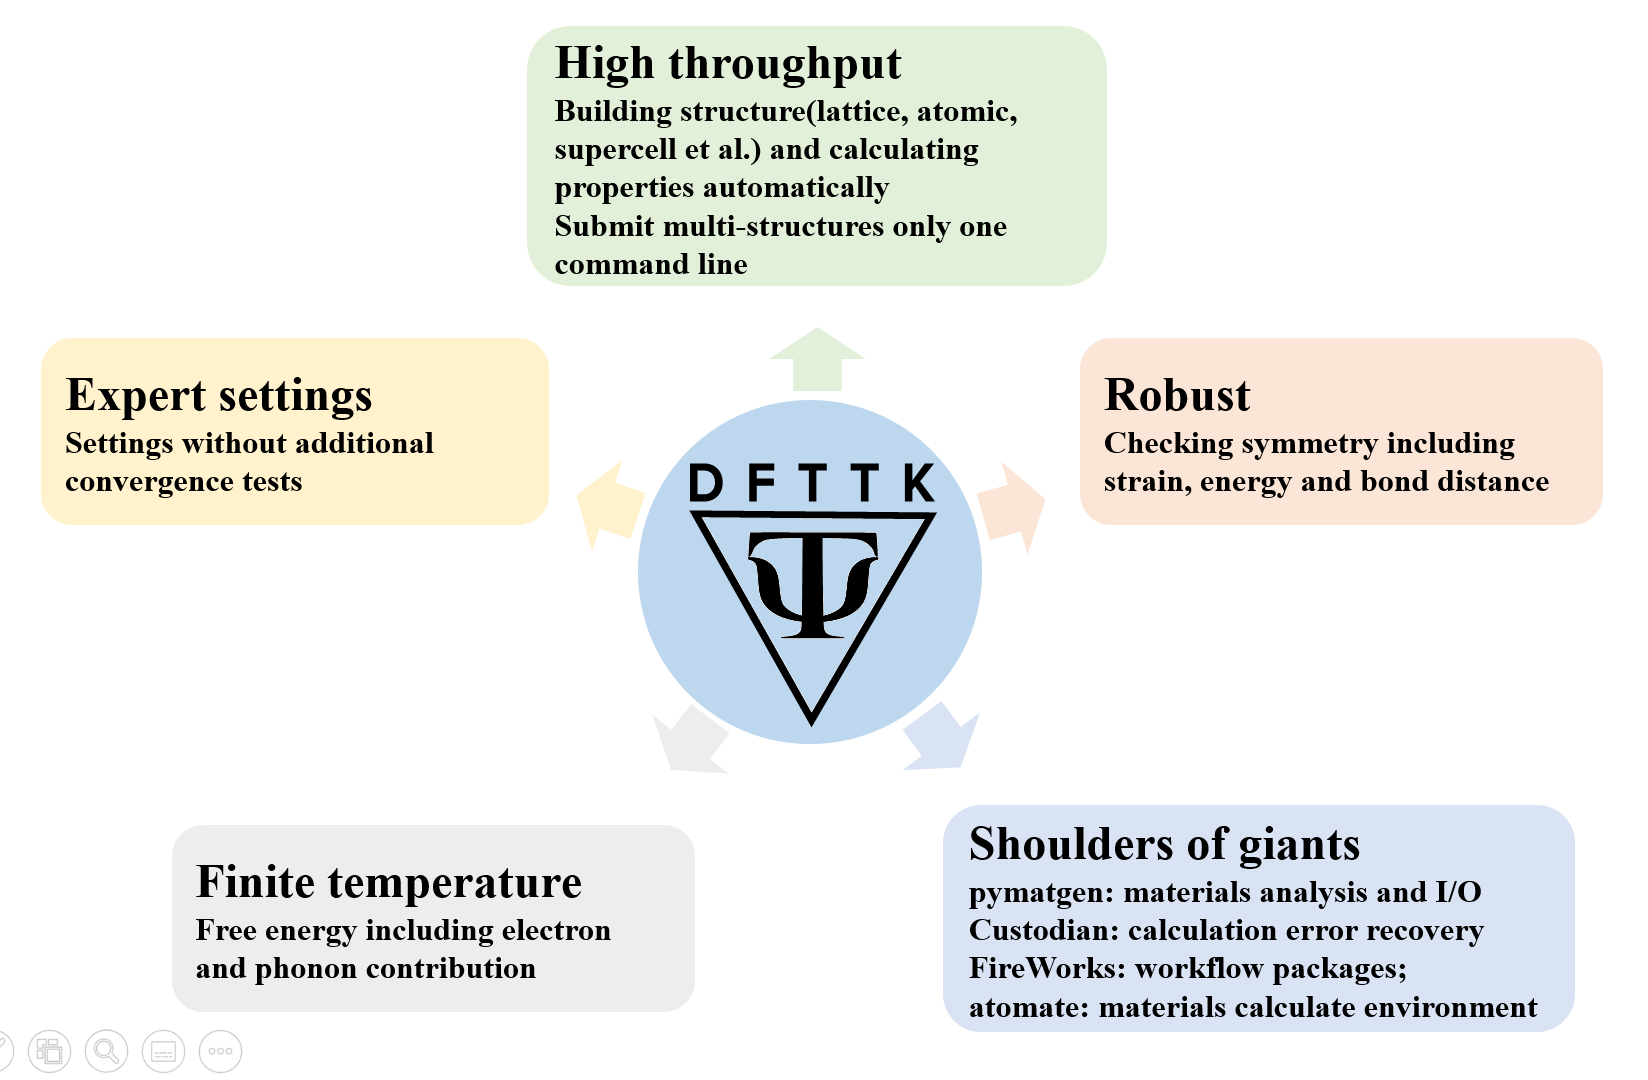 High throughput
Building structure(lattice, atomic,
supercell et al.) and calculating
properties automatically
Submit multi-structures only one
command line
Expert settings
Settings without additional
convergence tests
Robust
Checking symmetry including
strain, energy and bond distance
DFTTK
Ψ
Finite temperature
Free energy including electron
and phonon contribution
Shoulders of giants
pymatgen: materials analysis and I/O
Custodian: calculation error recovery
FireWorks: workflow packages;
atomate: materials calculate environment